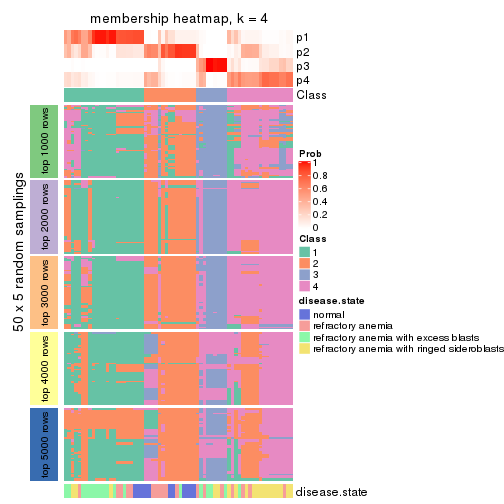 membership heatmap, k = 4
p1
p2
p3
p4
Class
50 x 5 random samplings
top 1000 rows
top 2000 rows
top 3000 rows
top 4000 rows
top 5000 rows
Prob
1
0.8
0.6
0.4
0.2
0
Class
1
2
3
4
disease.state
normal
refractory anemia
refractory anemia with excess blasts
refractory anemia with ringed sideroblasts
disease.state